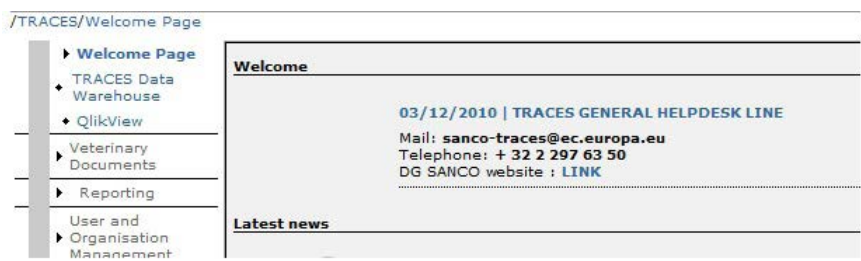 /TRACES/Welcome Page
Welcome Page
TRACES Data
Warehouse
QlikView
Veterinary
Documents
Reporting
User and
Organisation
Management
Welcome
03/12/2010 | TRACES GENERAL HELPDESK LINE
Mail: sanco-traces@ec.europa.eu
Telephone: + 32 2 297 63 50
DG SANCO website : LINK
Latest news